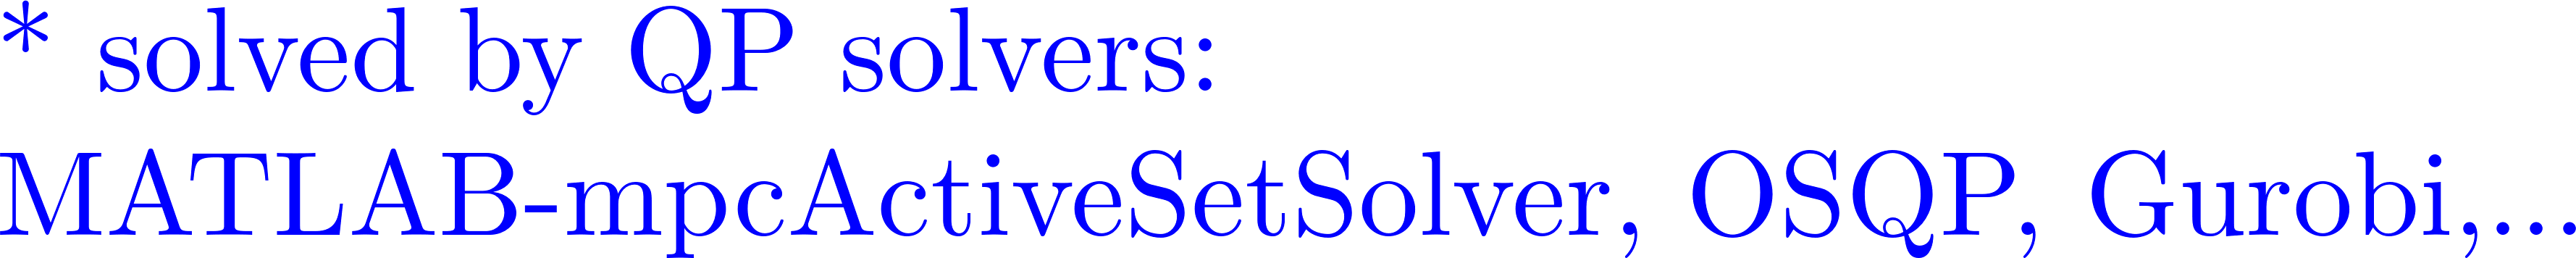 * solved by QP solvers:
MATLAB-mpcActiveSetSolver, OSQP, Gurobi,...